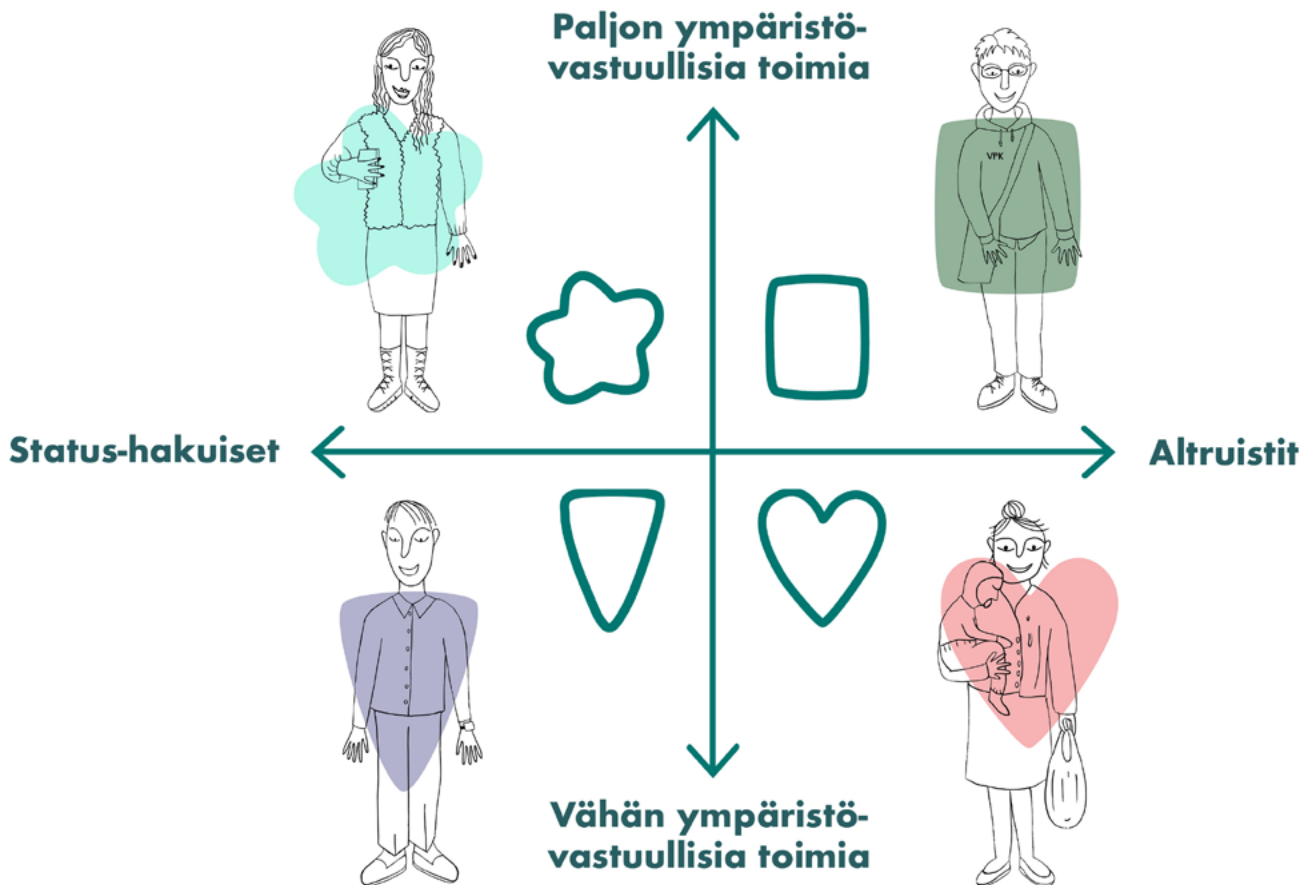 Paljon ympäristö-
vastuullisia toimia
VPK
Status-hakuiset
Altruistit
Vähän ympäristö-
vastuullisia toimia